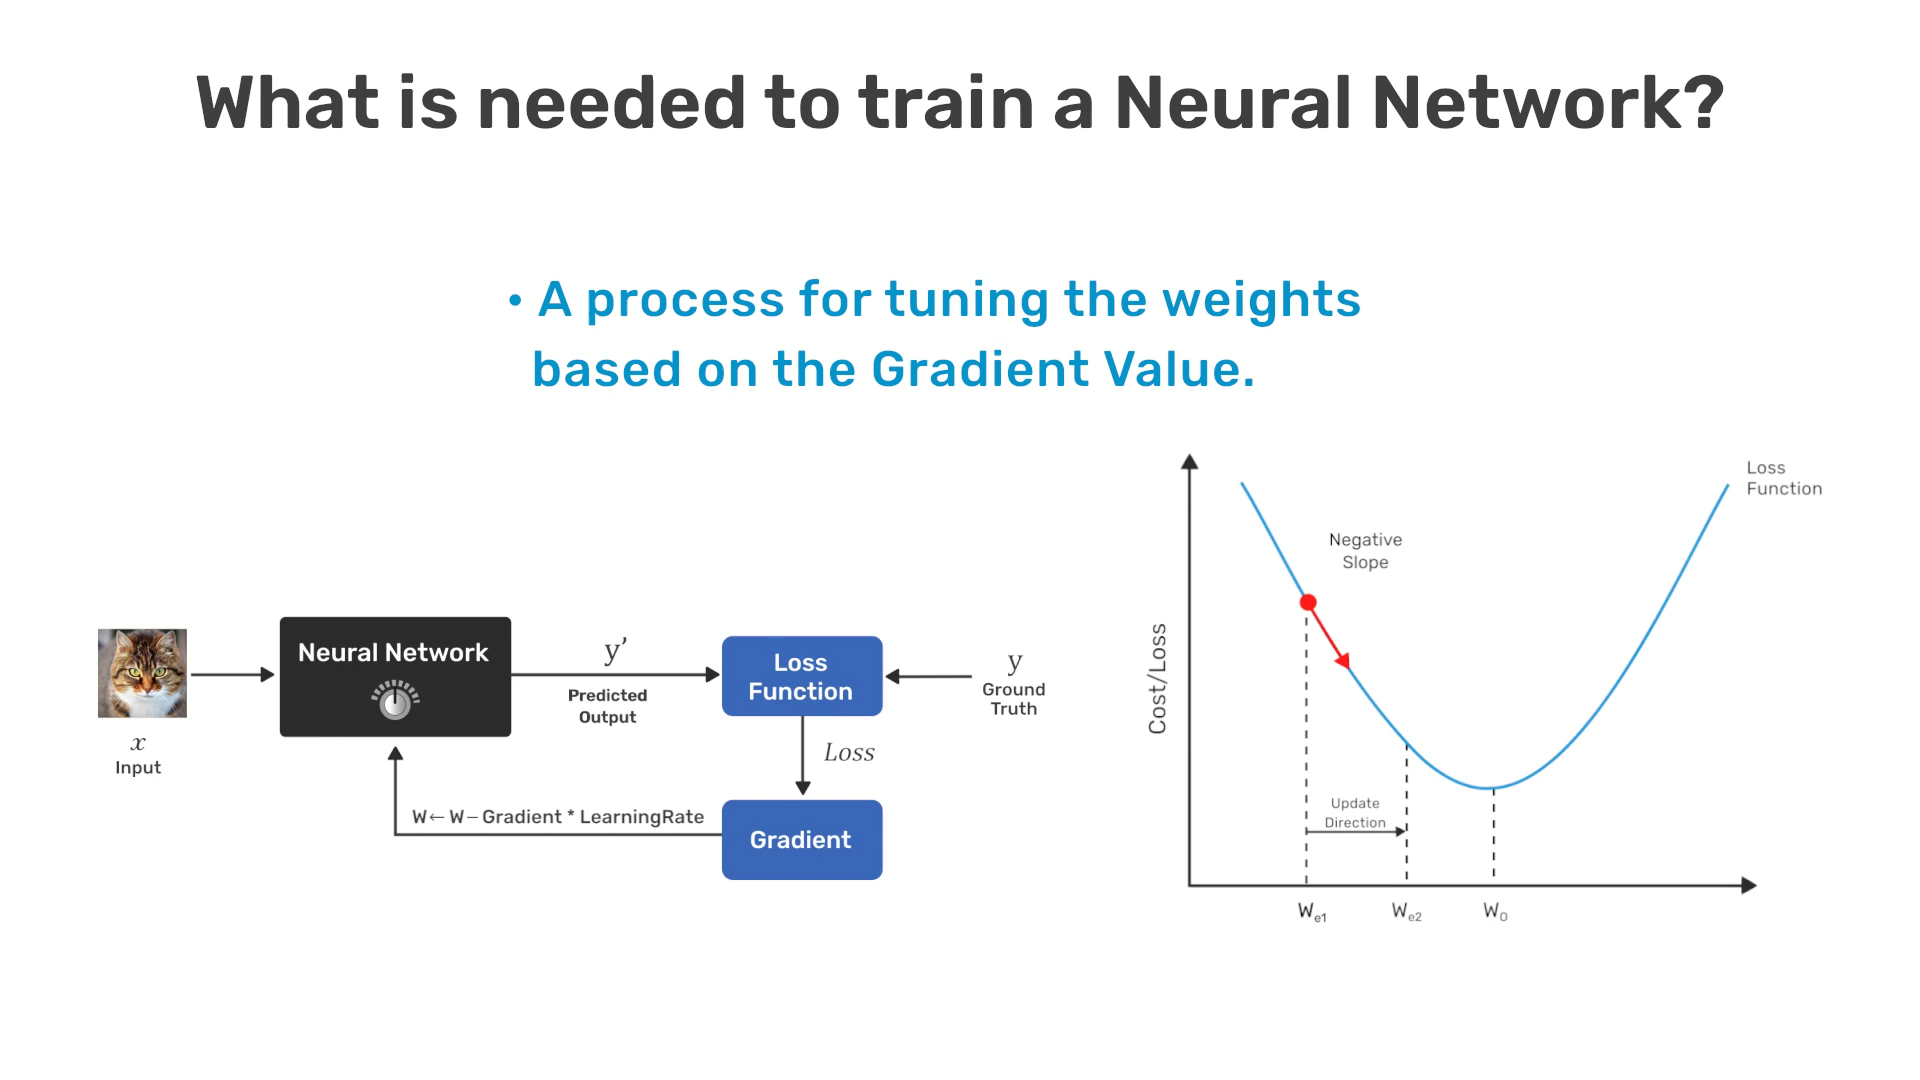 What is needed to train a Neural Network?
• A process for tuning the weights
based on the Gradient Value.
Neural Network
x
Input
y’
Predicted
Output
Loss
Function
y
Ground
Truth
Loss
W←W−Gradient * LearningRate
Gradient
Loss
Function
Negative
Slope
Cost/Loss
Update
Direction
We1
We2
W0